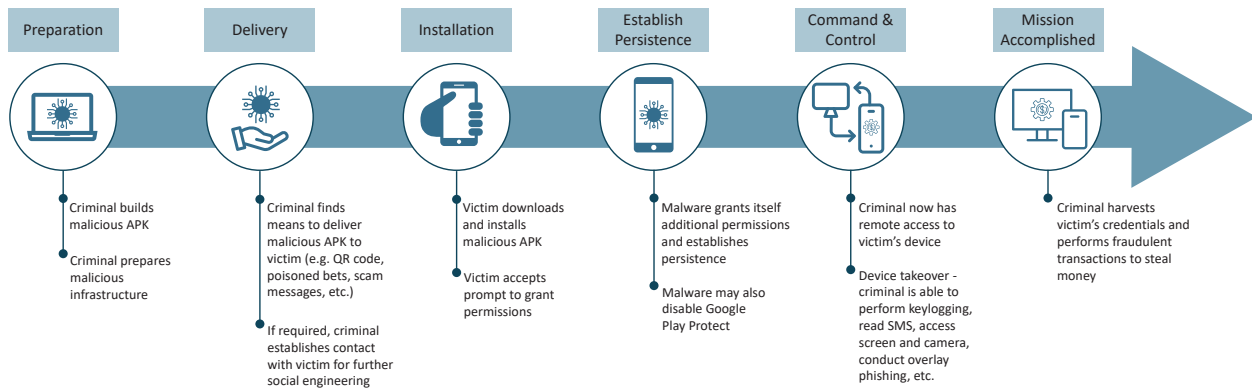 Preparation
Delivery
Installation
Establish
Persistence
Command &
Control
Mission
Accomplished
Criminal builds
malicious APK
Criminal prepares
malicious
infrastructure
Criminal finds
means to deliver
malicious APK to
victim (e.g. QR code,
poisoned bets, scam
messages, etc.)
If required, criminal
establishes contact
with victim for further
social engineering
Victim downloads
and installs
malicious APK
Victim accepts
prompt to grant
permissions
Malware grants itself
additional permissions
and establishes
persistence
Malware may also
disable Google
Play Protect
Criminal now has
remote access to
victim's device
Device takeover -
criminal is able to
perform keylogging,
read SMS, access
screen and camera,
conduct overlay
phishing, etc.
Criminal harvests
victim's credentials and
performs fraudulent
transactions to steal
money